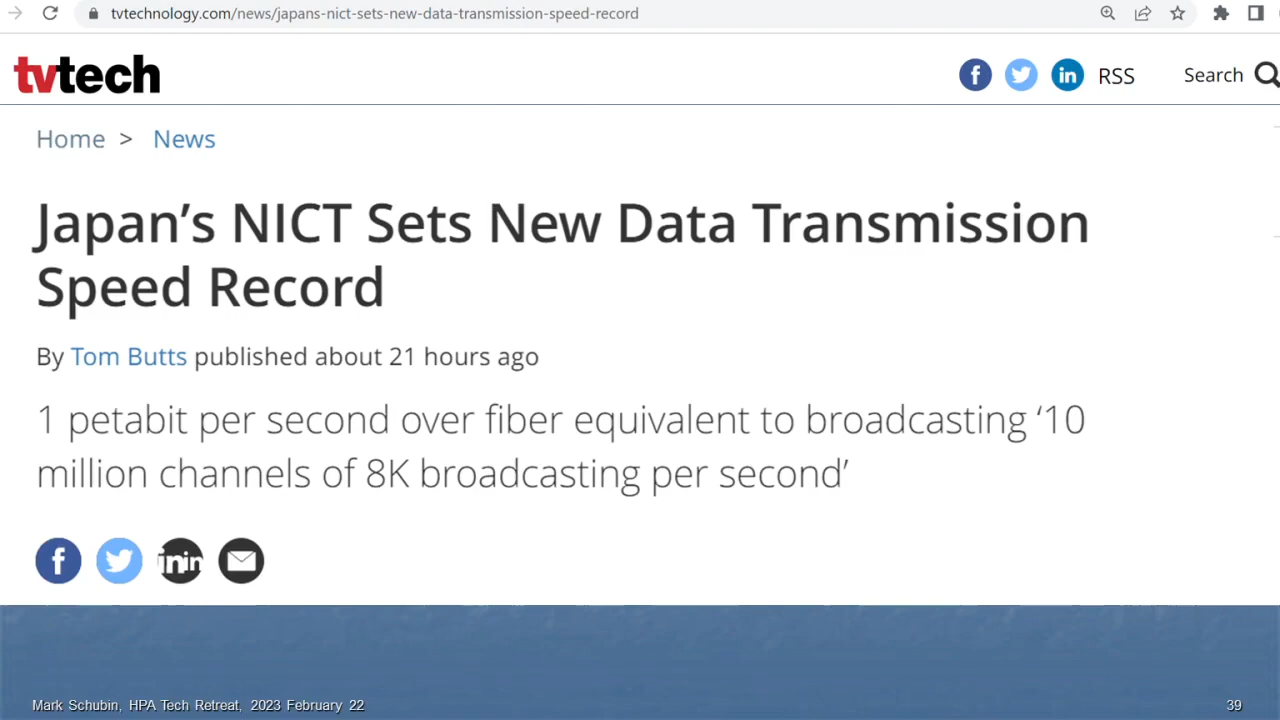 tvtechnology.com/news/japans-nict-sets-new-data-transmission-speed-record
tvtech
RSS
Search
Home > News
Japan’s NICT Sets New Data Transmission
Speed Record
By Tom Butts published about 21 hours ago
1 petabit per second over fiber equivalent to broadcasting ‘10
million channels of 8K broadcasting per second’
Mark Schubin, HPA Tech Retreat, 2023 February 22
39